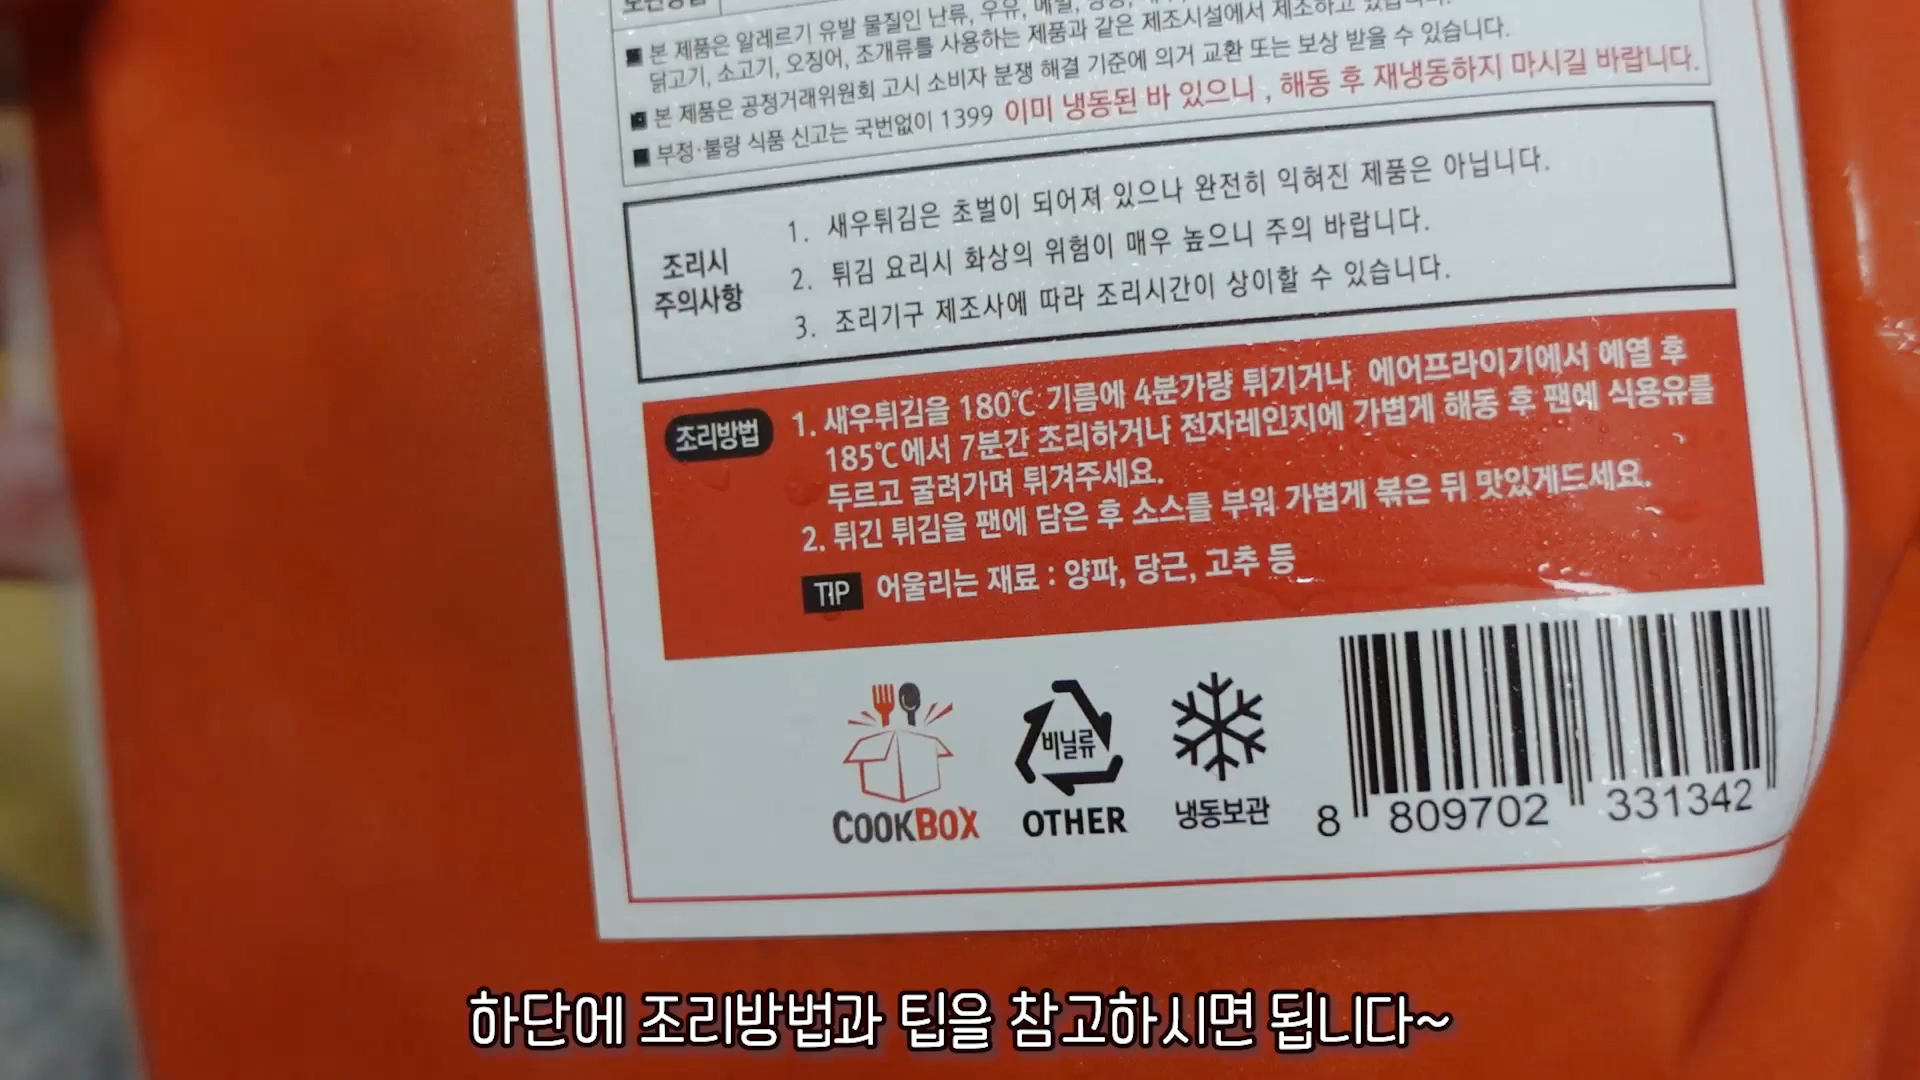 본 제품은 알레르기 유발 물질인 난류, 우유, 메밀,
닭고기, 소고기, 오징어, 조개류를 사용하는 제품과 같은 제조시설에서 제조하고
본 제품은 공정거래위원회 고시 소비자 분쟁 해결 기준에 의거 교환 또는 보상 받을 수 있습니다.
부정·불량 식품 신고는 국번없이 1399 이미 냉동된 바 있으니 , 해동 후 재냉동하지 마시길 바랍니다.
조리시
주의사항
1. 새우튀김은 초벌이 되어져 있으나 완전히 익혀진 제품은 아닙니다.
2. 튀김 요리시 화상의 위험이 매우 높으니 주의 바랍니다.
3. 조리기구 제조사에 따라 조리시간이 상이할 수 있습니다.
조리방법
1. 새우튀김을 180℃ 기름에 4분가량 튀기거나 에어프라이기에서 예열 후
185℃에서 7분간 조리하거나 전자레인지에 가볍게 해동 후 팬에 식용유를
두르고 굴려가며 튀겨주세요.
2. 튀긴 튀김을 팬에 담은 후 소스를 부워 가볍게 볶은 뒤 맛있게드세요.
TIP 어울리는 재료 : 양파, 당근, 고추 등
COOKBOX
비닐류
OTHER
냉동보관
8 809702 331342
하단에 조리방법과 팁을 참고하시면 됩니다~